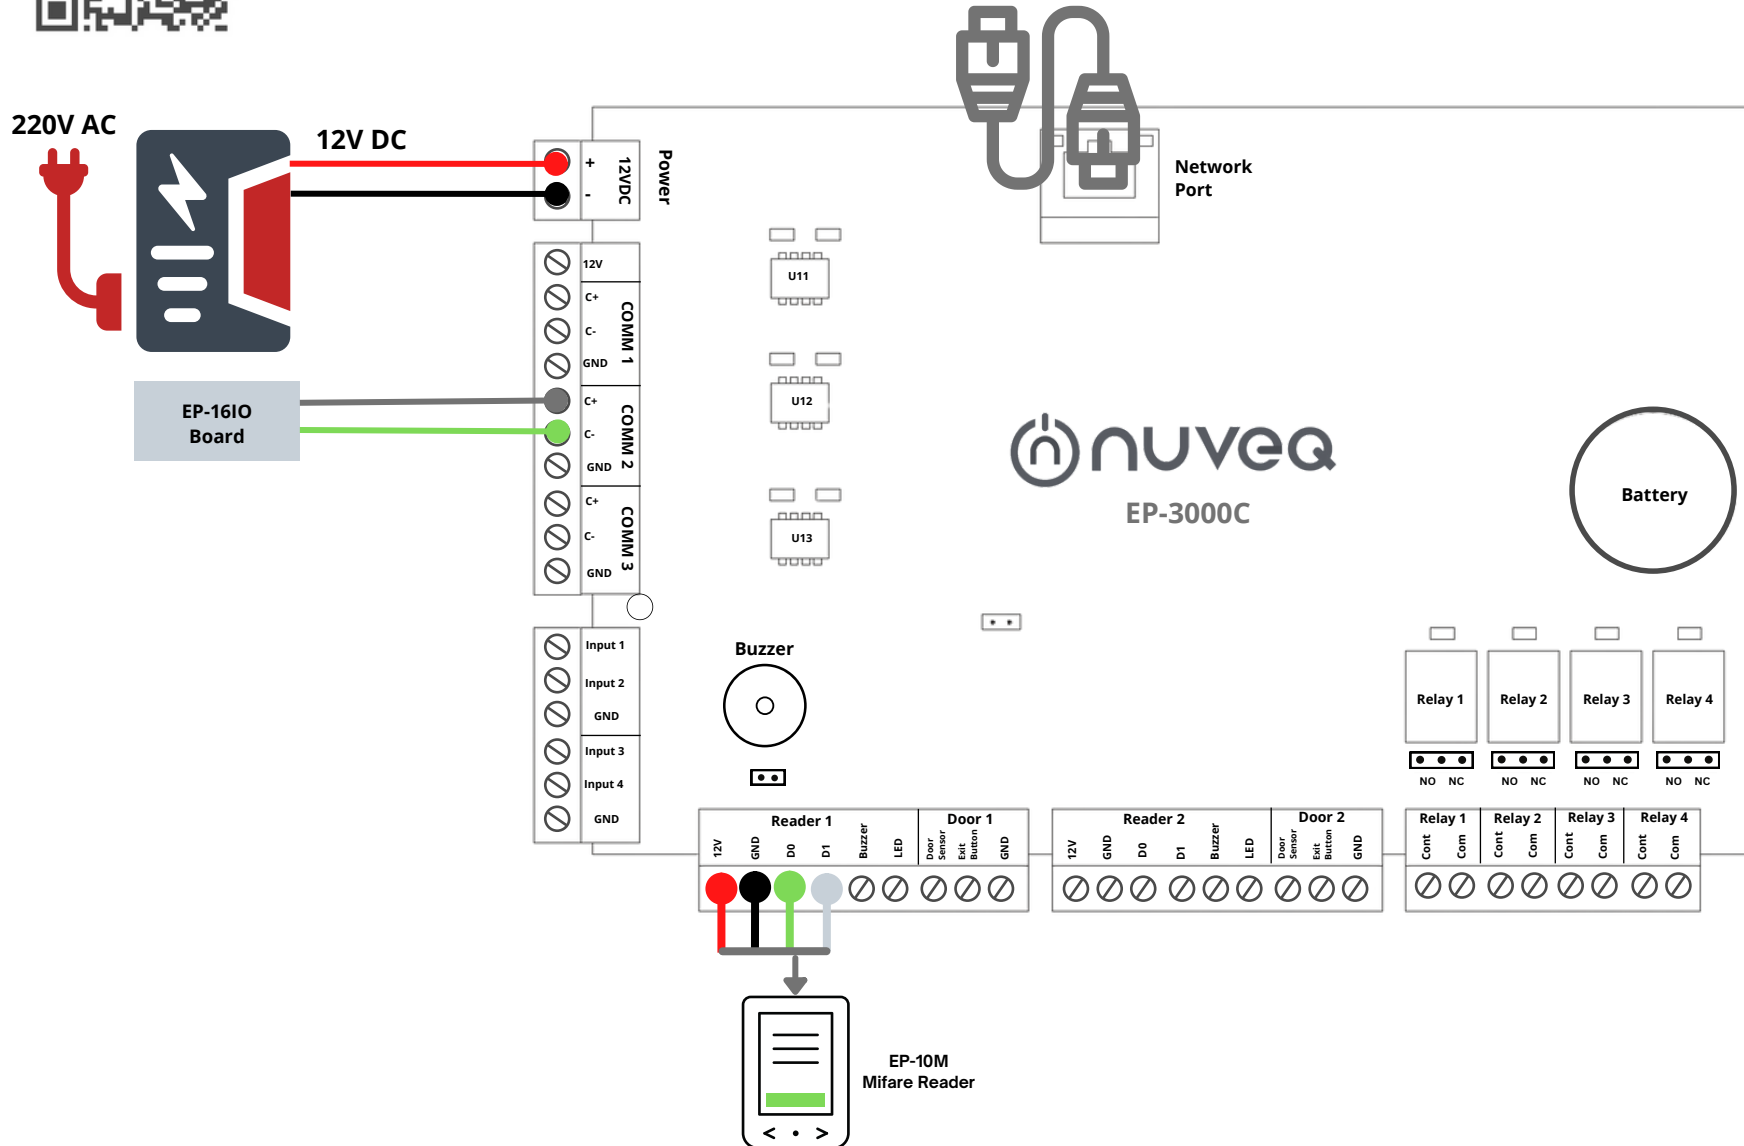 220V AC
12V DC
+
-
12VDC
Power
Network
Port
12V
C+
C-
GND
COMM 1
C+
C-
GND
COMM 2
C+
C-
GND
COMM 3
EP-16IO
Board
U11
U12
U13
nuveq
EP-3000C
Battery
Input 1
Input 2
GND
Input 3
Input 4
GND
Buzzer
Relay 1
Relay 2
Relay 3
Relay 4
NO NC
NO NC
NO NC
NO NC
Reader 1
12V
GND
D0
D1
Buzzer
LED
Door 1
Door
Sensor
Exit
Button
GND
Reader 2
12V
GND
D0
D1
Buzzer
LED
Door 2
Door
Sensor
Exit
Button
GND
Relay 1
Cont
Com
Relay 2
Cont
Com
Relay 3
Cont
Com
Relay 4
Cont
Com
EP-10M
Mifare Reader